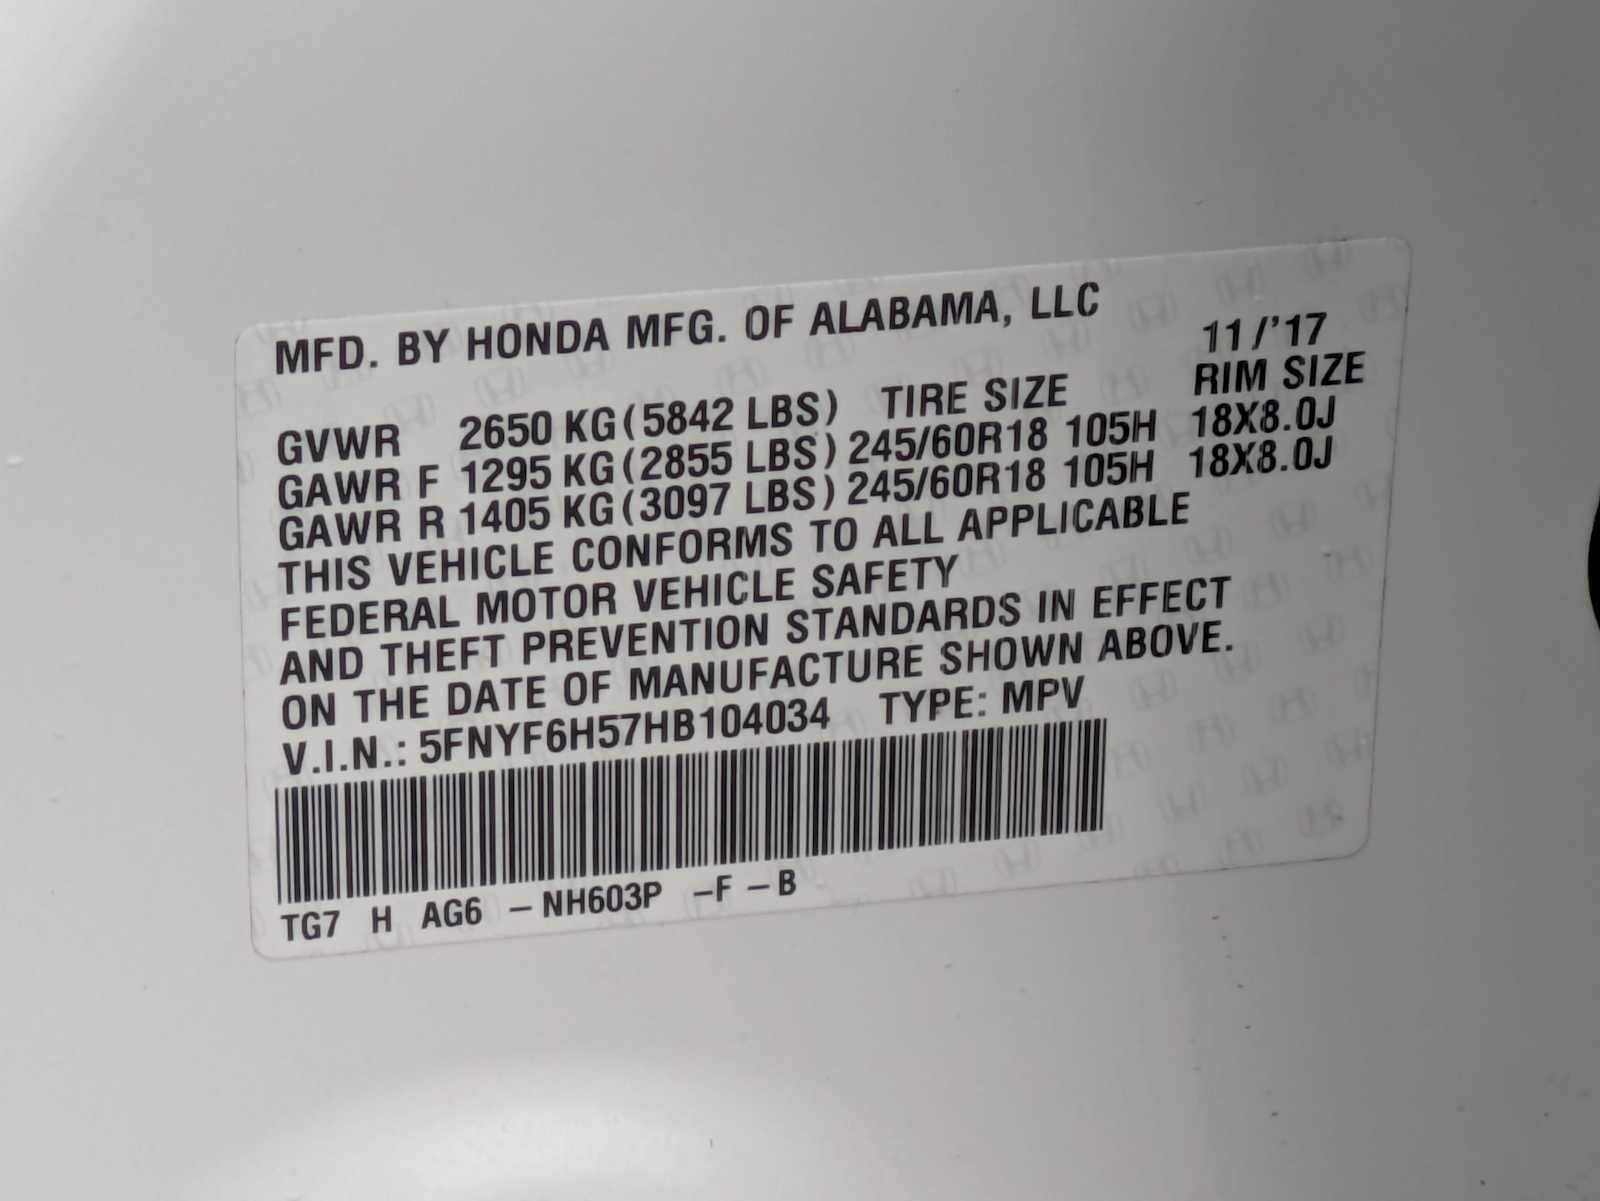 MFD. BY HONDA MFG. OF ALABAMA, LLC
11/'17
TIRE SIZE RIM SIZE
GVWR 2650 KG(5842 LBS)
GAWR F 1295 KG(2855 LBS) 245/60R18 105H 18X8.0J
GAWR R 1405 KG(3097 LBS) 245/60R18 105H 18X8.0J
THIS VEHICLE CONFORMS TO ALL APPLICABLE
FEDERAL MOTOR VEHICLE SAFETY
AND THEFT PREVENTION STANDARDS IN EFFECT
ON THE DATE OF MANUFACTURE SHOWN ABOVE.
V.I.N.: 5FNYF6H57HB104034 TYPE: MPV
TG7 H AG6 -NH603P -F -B